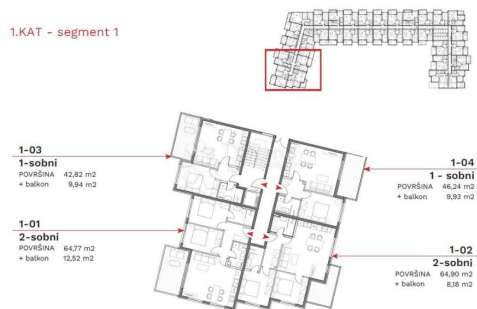 1.KAT - segment 1
1-03
1-sobni
POVRŠINA 42,82 m2
+ balkon 9,94 m2
1-04
1 - sobni
POVRŠINA 46,24 m2
+ balkon 9,93 m2
1-01
2-sobni
POVRŠINA 64,77 m2
+ balkon 12,52 m2
1-02
2-sobni
POVRŠINA 64,90 m2
+ balkon 8,18 m2